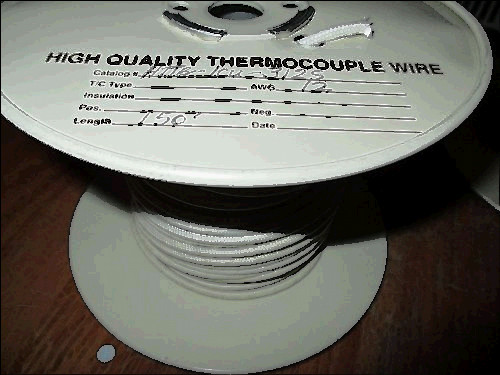 HIGH QUALITY THERMOCOUPLE WIRE
Catalog #
T/C Type AWG 12
Insulation
Pos. Neg.
Length 150' Date